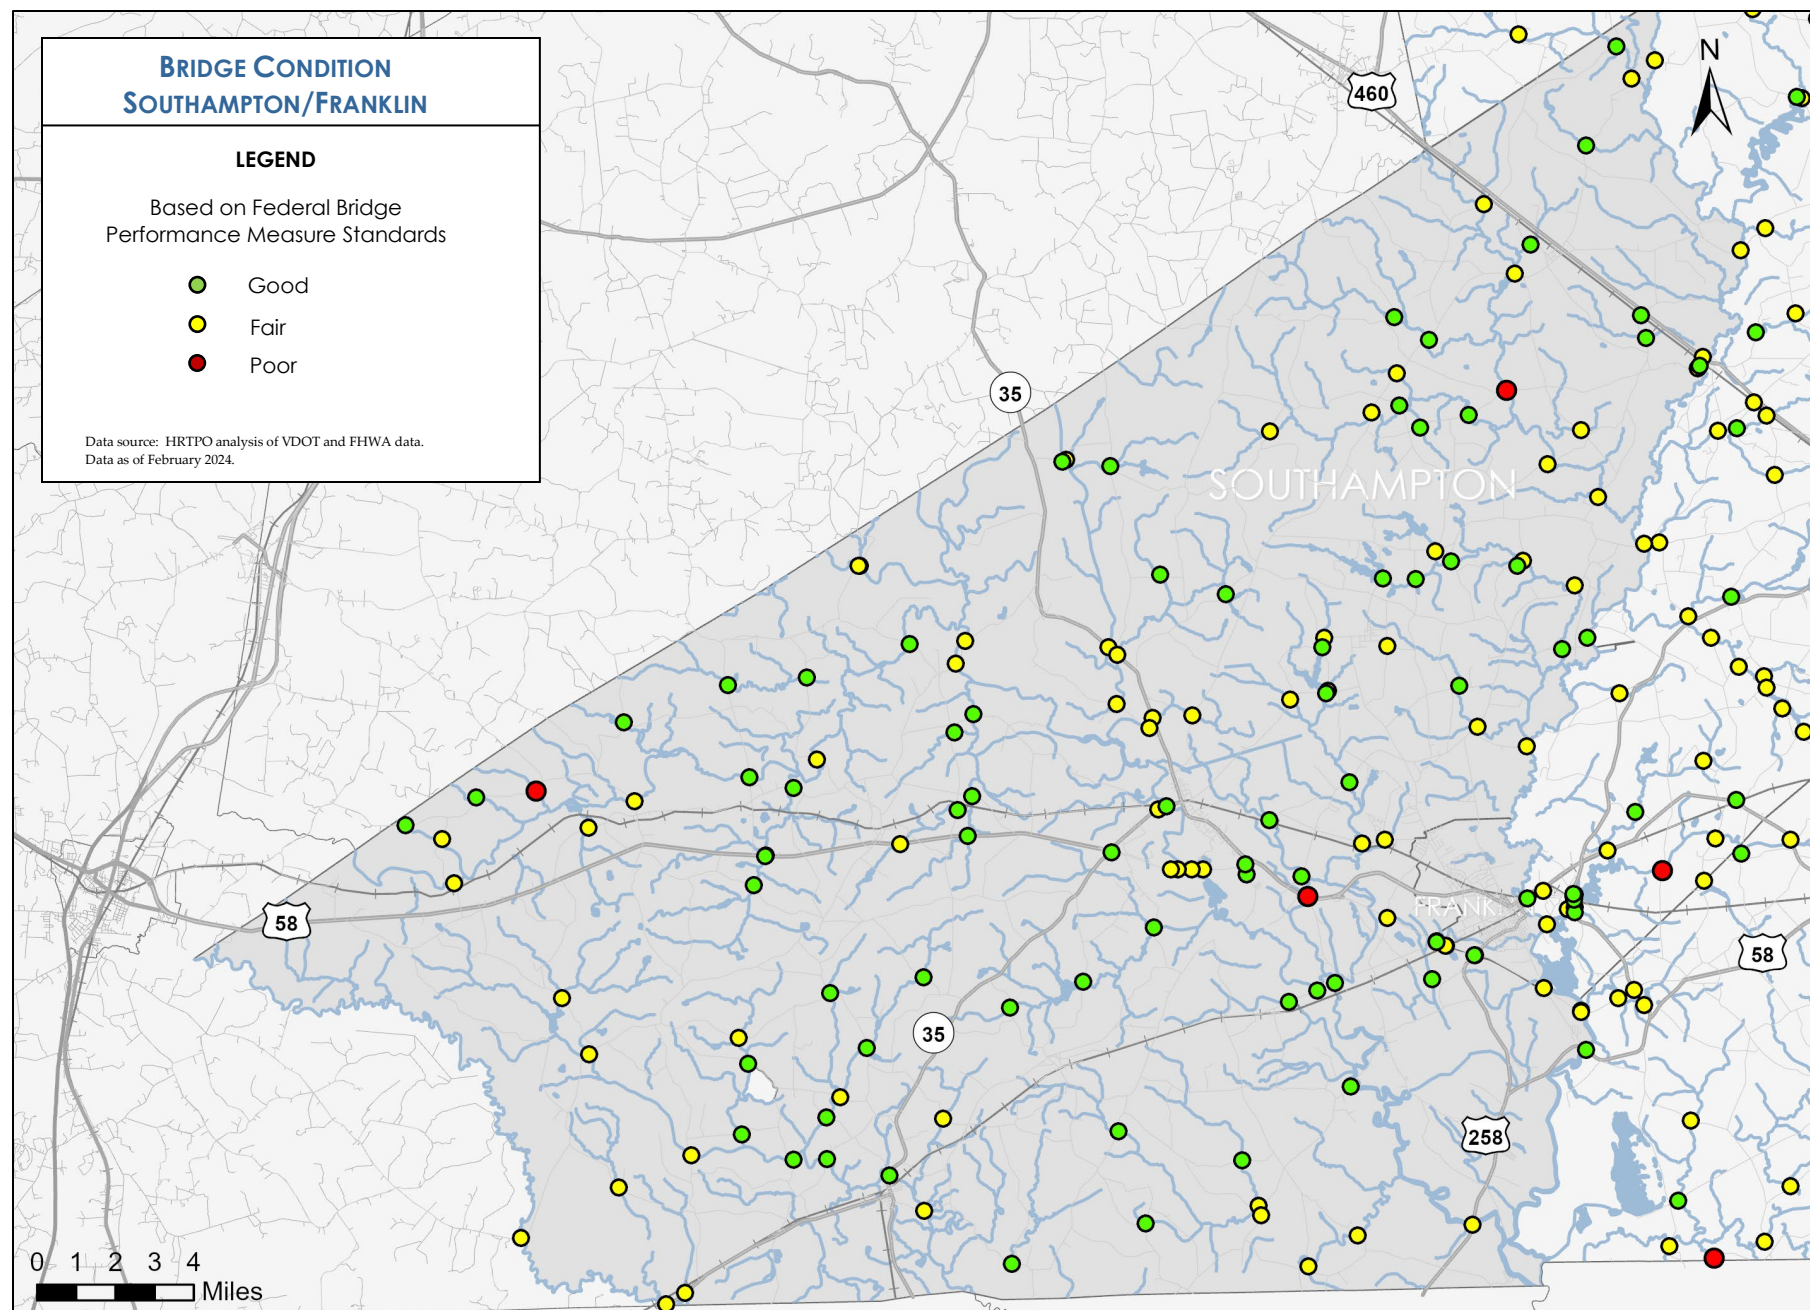 BRIDGE CONDITION
SOUTHAMPTON/FRANKLIN
LEGEND
Based on Federal Bridge
Performance Measure Standards
Good
Fair
Poor
Data source:  HRTPO analysis of VDOT and FHWA data.
Data as of February 2024.
N
460
35
SOUTHAMPTON
58
FRANK
58
35
258
0 1 2 3 4
Miles